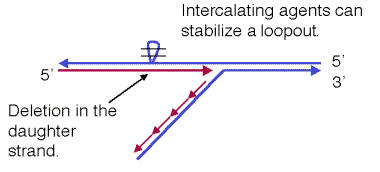 Intercalating agents can
stabilize a loopout.
5’
5’
3’
Deletion in the
daughter
strand.